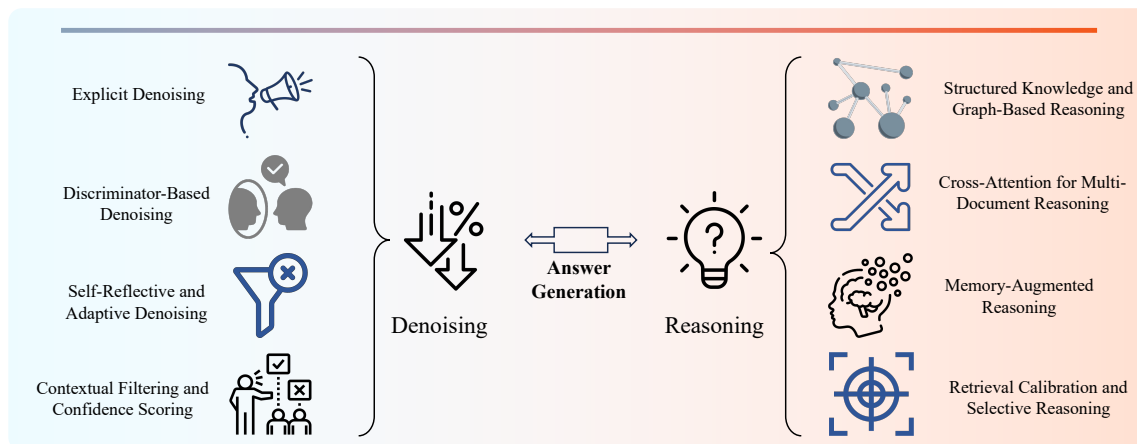 Explicit Denoising
Discriminator-Based
Denoising
Self-Reflective and
Adaptive Denoising
Contextual Filtering and
Confidence Scoring
Denoising
Answer
Generation
Reasoning
Structured Knowledge and
Graph-Based Reasoning
Cross-Attention for Multi-
Document Reasoning
Memory-Augmented
Reasoning
Retrieval Calibration and
Selective Reasoning